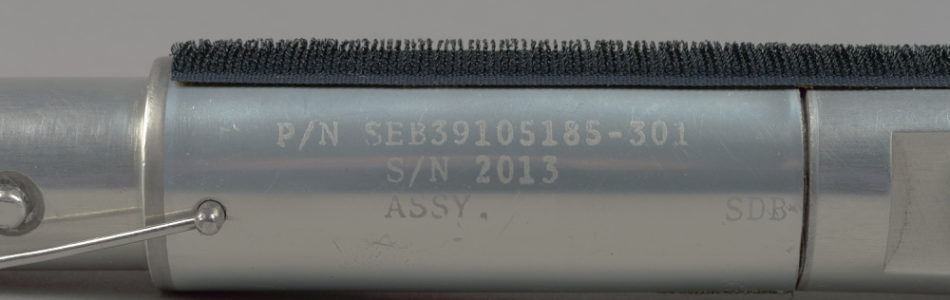 P/N SEB39105185-301
S/N 2013
ASSY. SDB